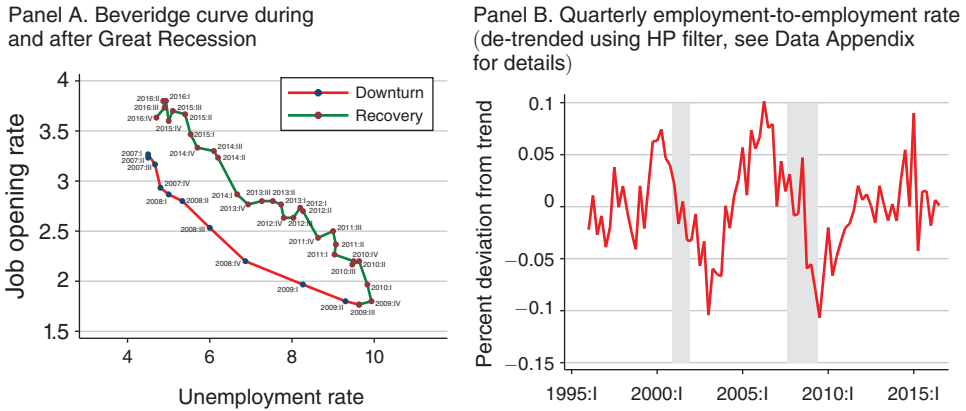 Panel A. Beveridge curve during
and after Great Recession
Job opening rate
4
3.5
3
2.5
2
1.5
4
6
8
10
Unemployment rate
Downturn
Recovery
2007:I
2007:II
2007:III
2007:IV
2008:I
2008:II
2008:III
2008:IV
2009:I
2009:II
2009:III
2009:IV
2010:I
2010:II
2010:III
2010:IV
2011:I
2011:II
2011:III
2011:IV
2012:I
2012:II
2012:III
2012:IV
2013:I
2013:II
2013:III
2013:IV
2014:I
2014:II
2014:III
2014:IV
2015:I
2015:II
2015:III
2015:IV
2016:I
2016:II
2016:III
2016:IV
Panel B. Quarterly employment-to-employment rate
(de-trended using HP filter, see Data Appendix
for details)
Percent deviation from trend
0.1
0.05
0
−0.05
−0.1
−0.15
1995:I
2000:I
2005:I
2010:I
2015:I